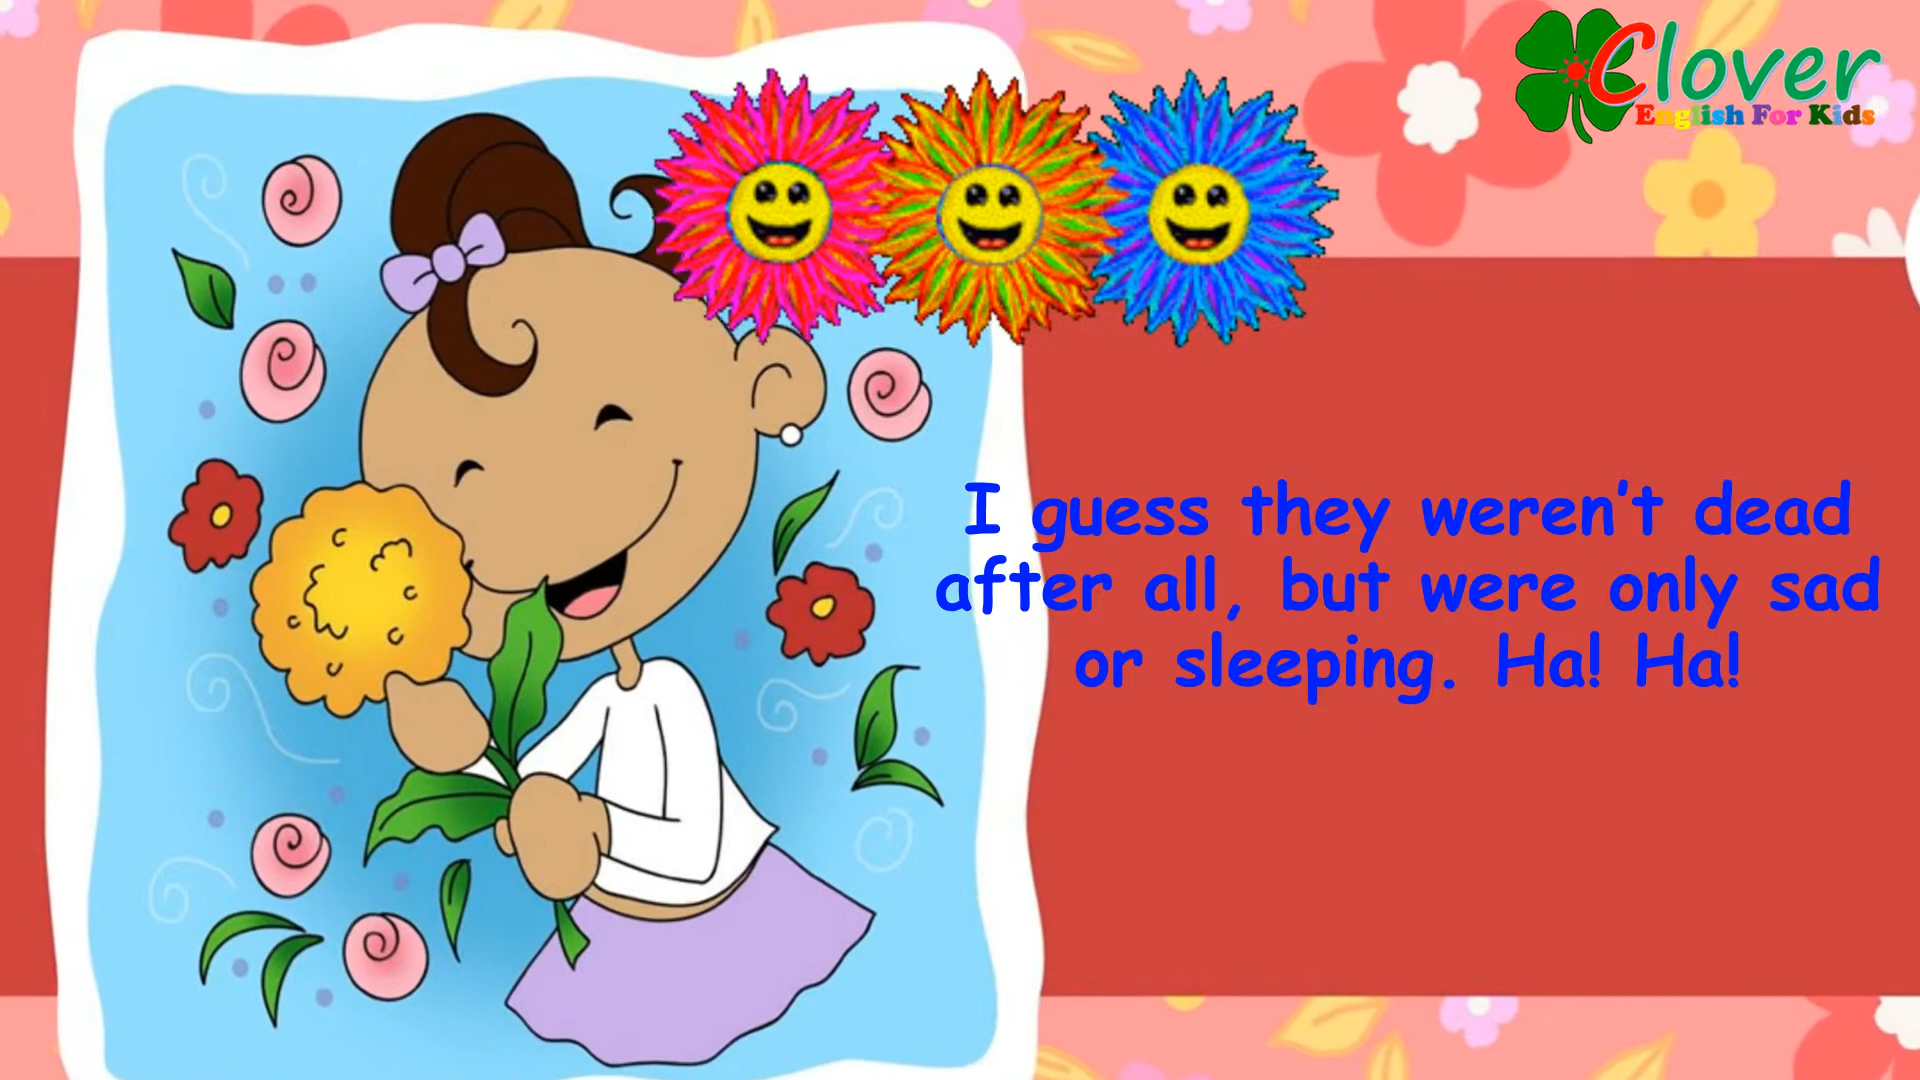 Clover
English For Kids
I guess they weren’t dead
after all, but were only sad
or sleeping. Ha! Ha!